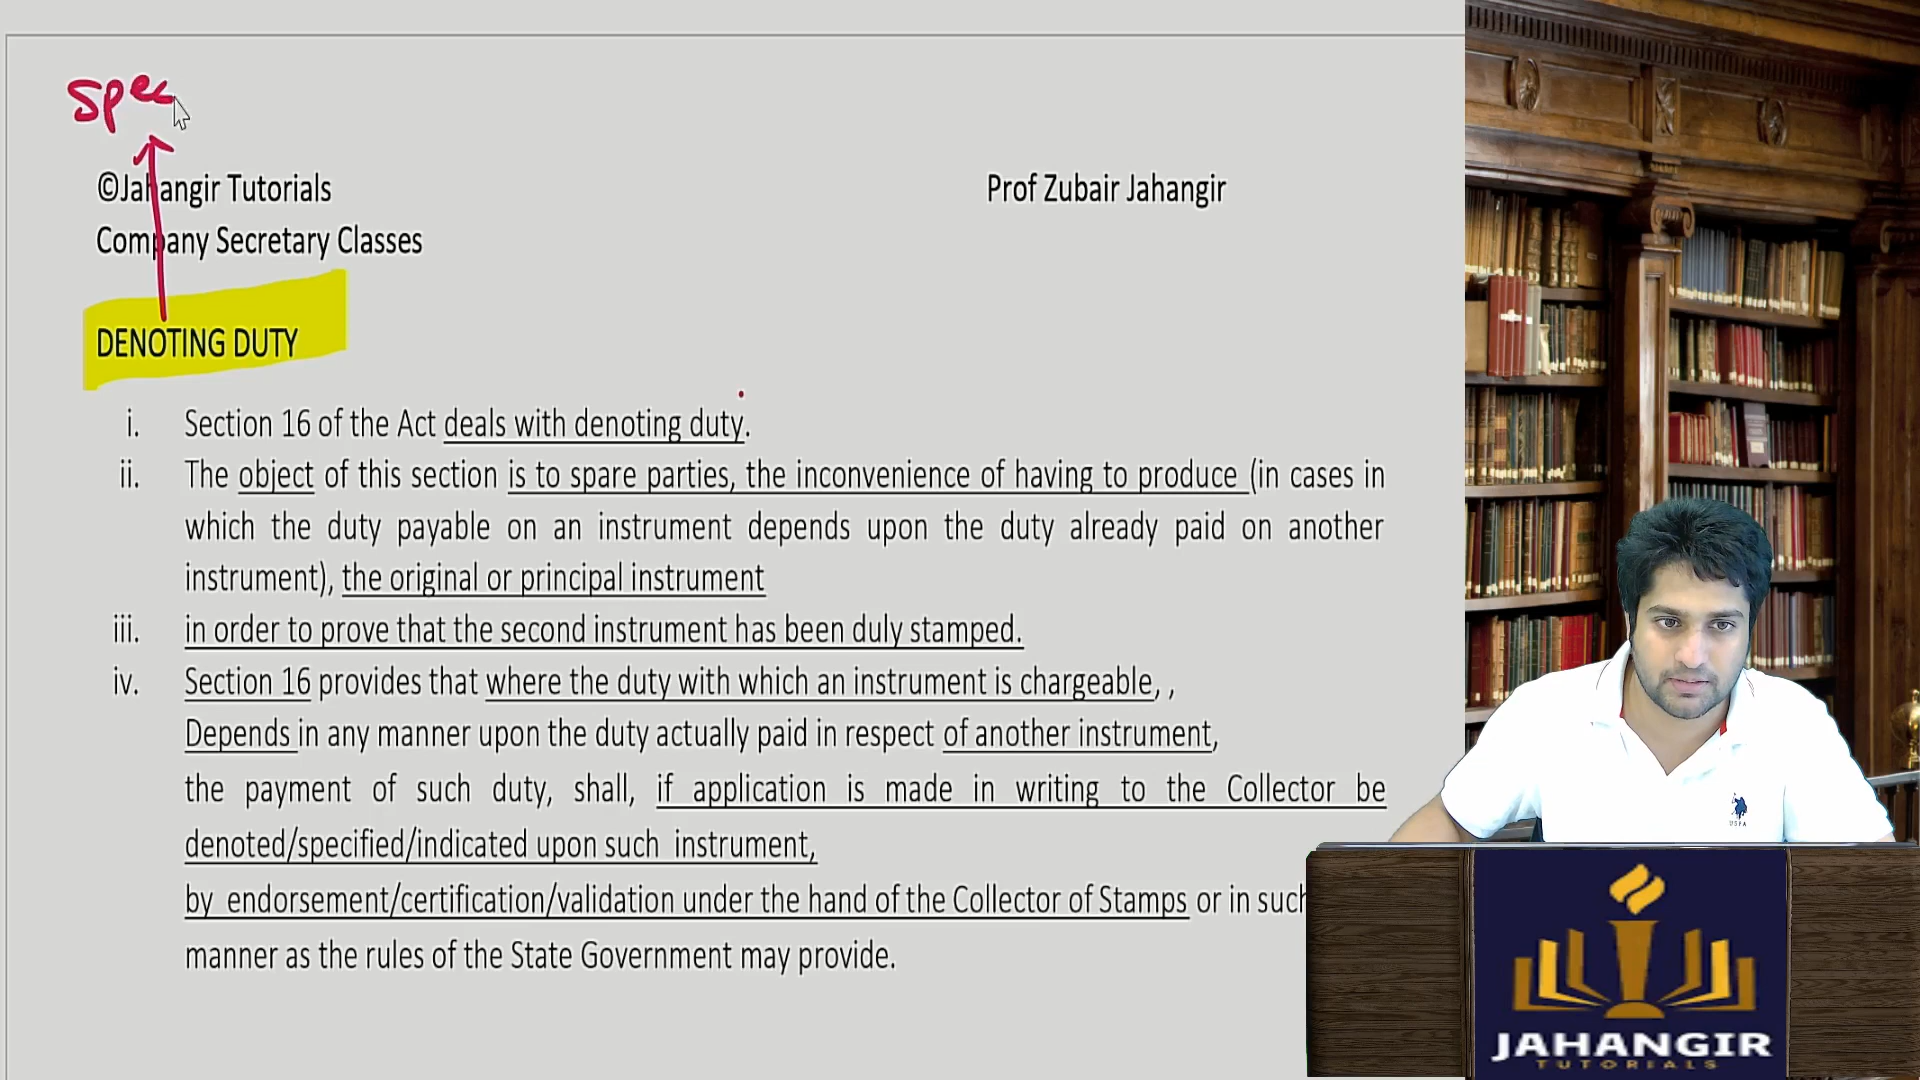 spec
©Jahangir Tutorials
Prof Zubair Jahangir
Company Secretary Classes
DENOTING DUTY
i. Section 16 of the Act deals with denoting duty.
ii. The object of this section is to spare parties, the inconvenience of having to produce (in cases in
which the duty payable on an instrument depends upon the duty already paid on another
instrument), the original or principal instrument
iii. in order to prove that the second instrument has been duly stamped.
iv. Section 16 provides that where the duty with which an instrument is chargeable, ,
Depends in any manner upon the duty actually paid in respect of another instrument,
the payment of such duty, shall, if application is made in writing to the Collector be
denoted/specified/indicated upon such instrument,
by endorsement/certification/validation under the hand of the Collector of Stamps or in such
manner as the rules of the State Government may provide.
USPA
JAHANGIR
TUTORIALS